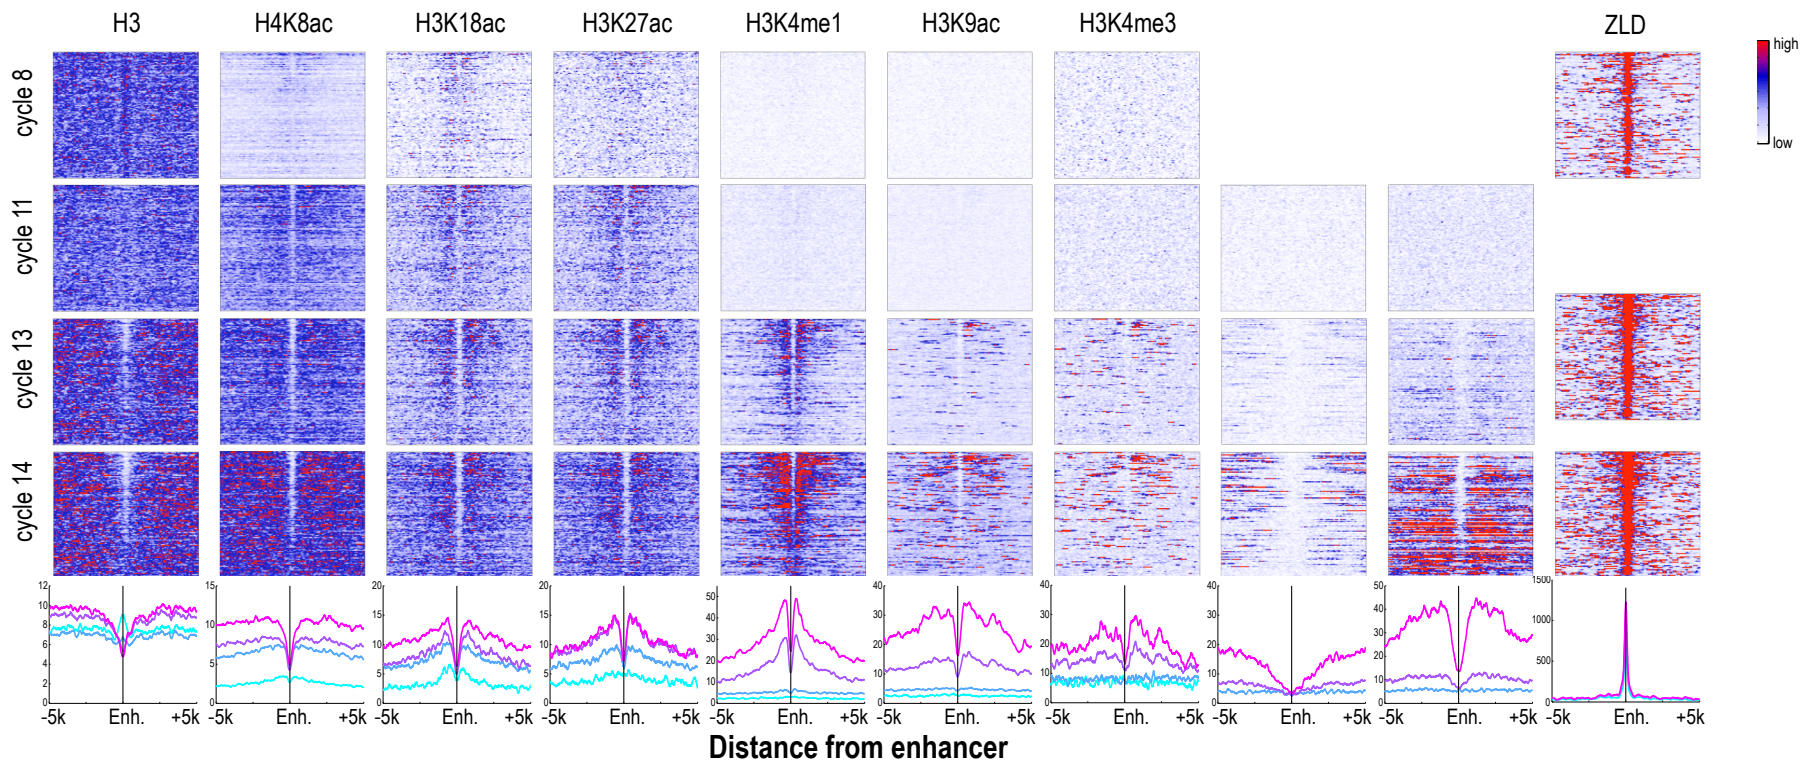 H3 H4K8ac H3K18ac H3K27ac H3K4me1 H3K9ac H3K4me3 ZLD
high
low
cycle 8
cycle 11
cycle 13
cycle 14
12 10 8 6 4 2 0
15 10 5 0
20 15 10 5 0
20 15 10 5 0
50 40 30 20 10 0
40 30 20 10 0
40 30 20 10 0
40 30 20 10 0
50 40 30 20 10 0
1500 1000 500 0
-5k Enh. +5k -5k Enh. +5k -5k Enh. +5k -5k Enh. +5k -5k Enh. +5k -5k Enh. +5k -5k Enh. +5k -5k Enh. +5k -5k Enh. +5k -5k Enh. +5k
Distance from enhancer